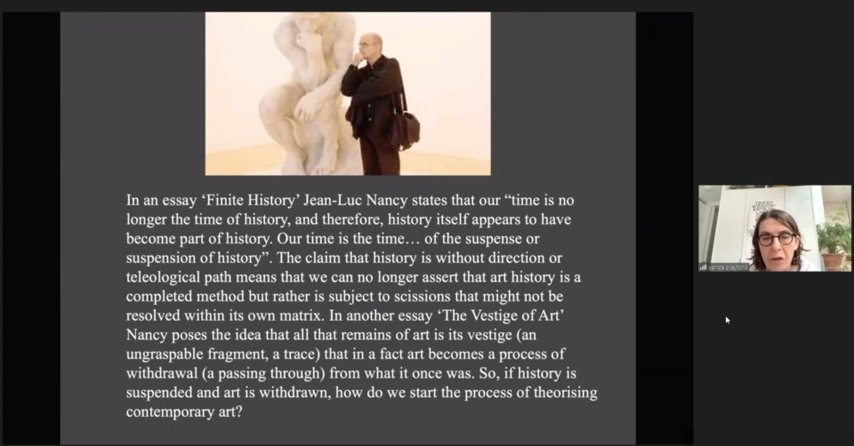 In an essay ‘Finite History’ Jean-Luc Nancy states that our “time is no
longer the time of history, and therefore, history itself appears to have
become part of history. Our time is the time… of the suspense or
suspension of history”. The claim that history is without direction or
teleological path means that we can no longer assert that art history is a
completed method but rather is subject to scissions that might not be
resolved within its own matrix. In another essay ‘The Vestige of Art’
Nancy poses the idea that all that remains of art is its vestige (an
ungraspable fragment, a trace) that in a fact art becomes a process of
withdrawal (a passing through) from what it once was. So, if history is
suspended and art is withdrawn, how do we start the process of theorising
contemporary art?